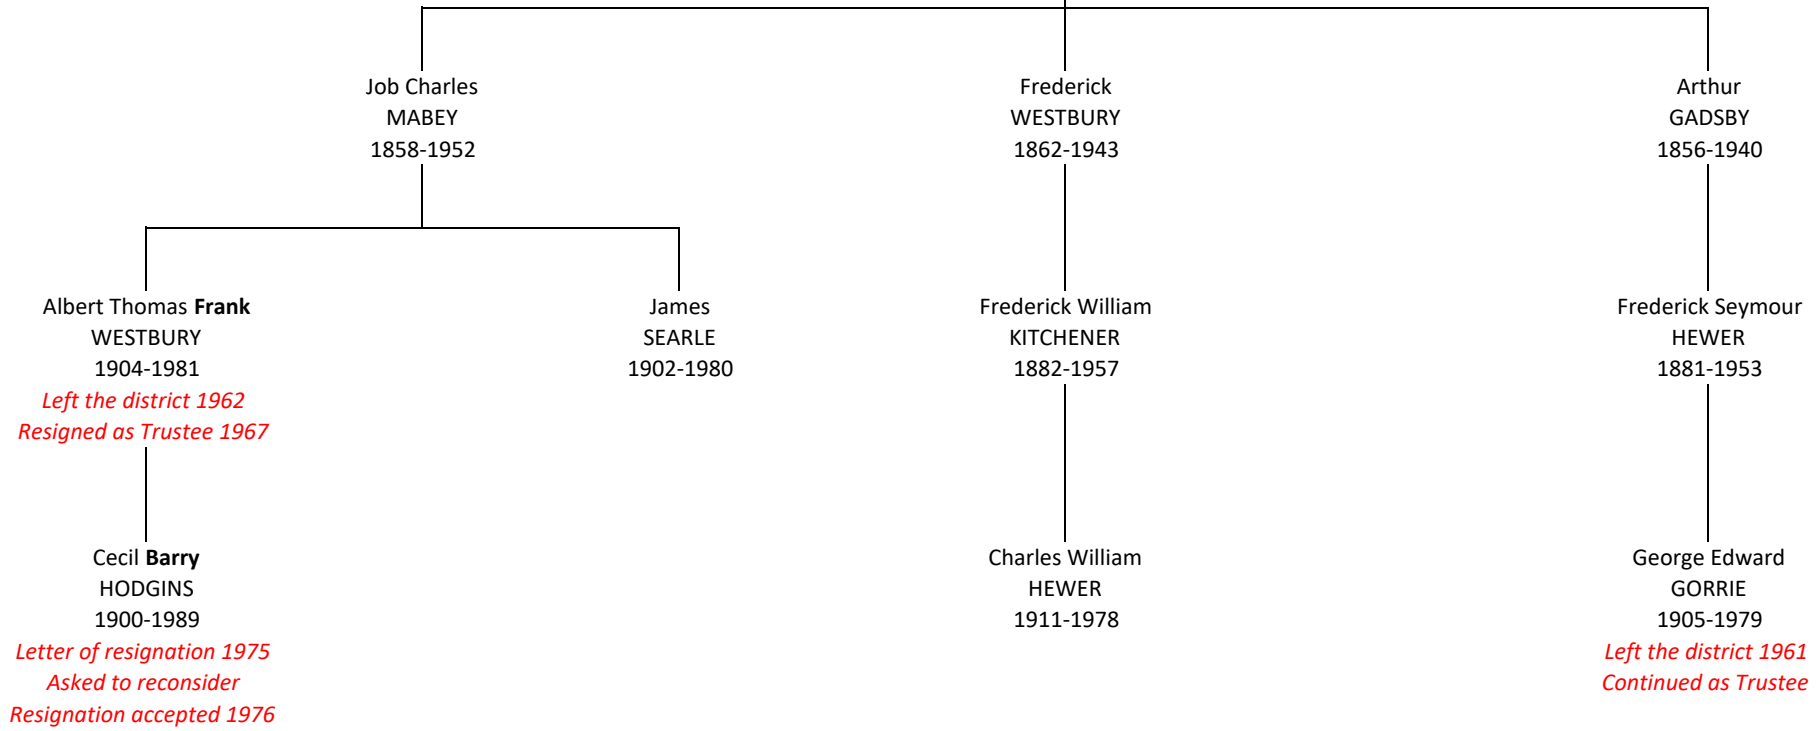 Job Charles
MABEY
1858-1952
Frederick
WESTBURY
1862-1943
Arthur
GADSBY
1856-1940
Albert Thomas Frank
WESTBURY
1904-1981
Left the district 1962
Resigned as Trustee 1967
James
SEARLE
1902-1980
Frederick William
KITCHENER
1882-1957
Frederick Seymour
HEWER
1881-1953
Cecil Barry
HODGINS
1900-1989
Letter of resignation 1975
Asked to reconsider
Resignation accepted 1976
Charles William
HEWER
1911-1978
George Edward
GORRIE
1905-1979
Left the district 1961
Continued as Trustee